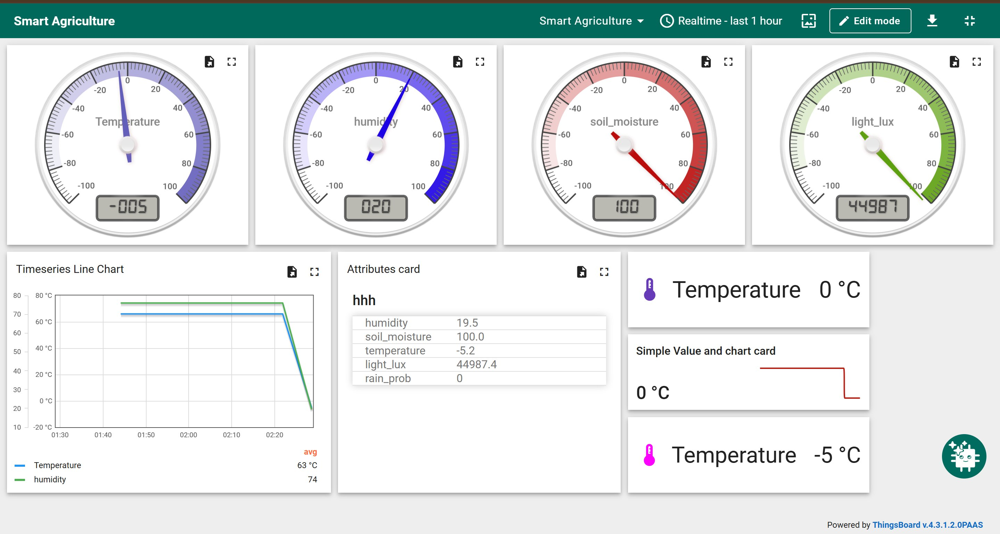 Smart Agriculture
Smart Agriculture
Realtime - last 1 hour
Edit mode
Temperature
-100 -80 -60 -40 -20 0 20 40 60 80 100
-005
humidity
-100 -80 -60 -40 -20 0 20 40 60 80 100
020
soil_moisture
-100 -80 -60 -40 -20 0 20 40 60 80 100
100
light_lux
-100 -80 -60 -40 -20 0 20 40 60 80 100
44987
Timeseries Line Chart
80
70
60
50
40
30
20
10
80 °C
60 °C
40 °C
20 °C
0 °C
-20 °C
01:30 01:40 01:50 02:00 02:10 02:20
avg
Temperature 63 °C
humidity 74
Attributes card
hhh
humidity 19.5
soil_moisture 100.0
temperature -5.2
light_lux 44987.4
rain_prob 0
Temperature 0 °C
Simple Value and chart card
0 °C
Temperature -5 °C
Powered by ThingsBoard v.4.3.1.2.0PAAS